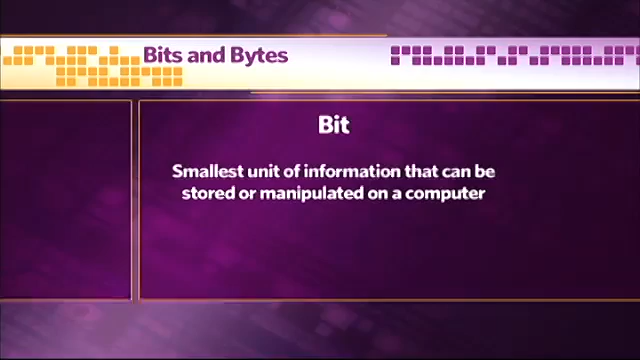 Bits and Bytes
Bit
Smallest unit of information that can be
stored or manipulated on a computer